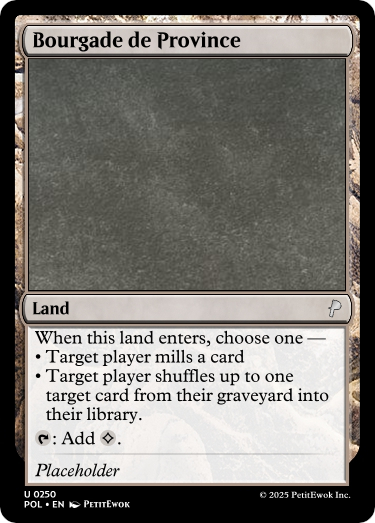 Bourgade de Province
Land
When this land enters, choose one —
• Target player mills a card
• Target player shuffles up to one
target card from their graveyard into
their library.
: Add .
Placeholder
U 0250
POL • EN PetitEwok
© 2025 PetitEwok Inc.